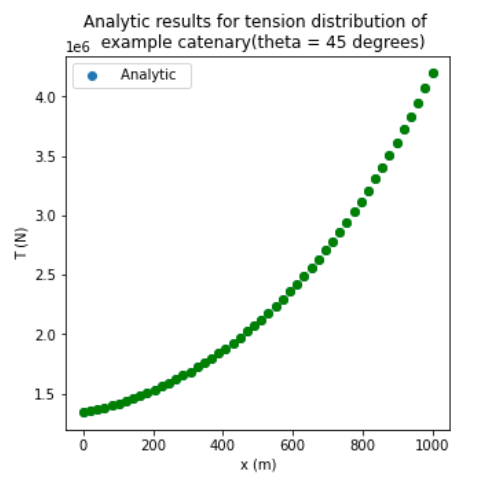 Analytic results for tension distribution of
example catenary(theta = 45 degrees)
1e6
Analytic
4.0
3.5
3.0
2.5
2.0
1.5
T (N)
0 200 400 600 800 1000
x (m)